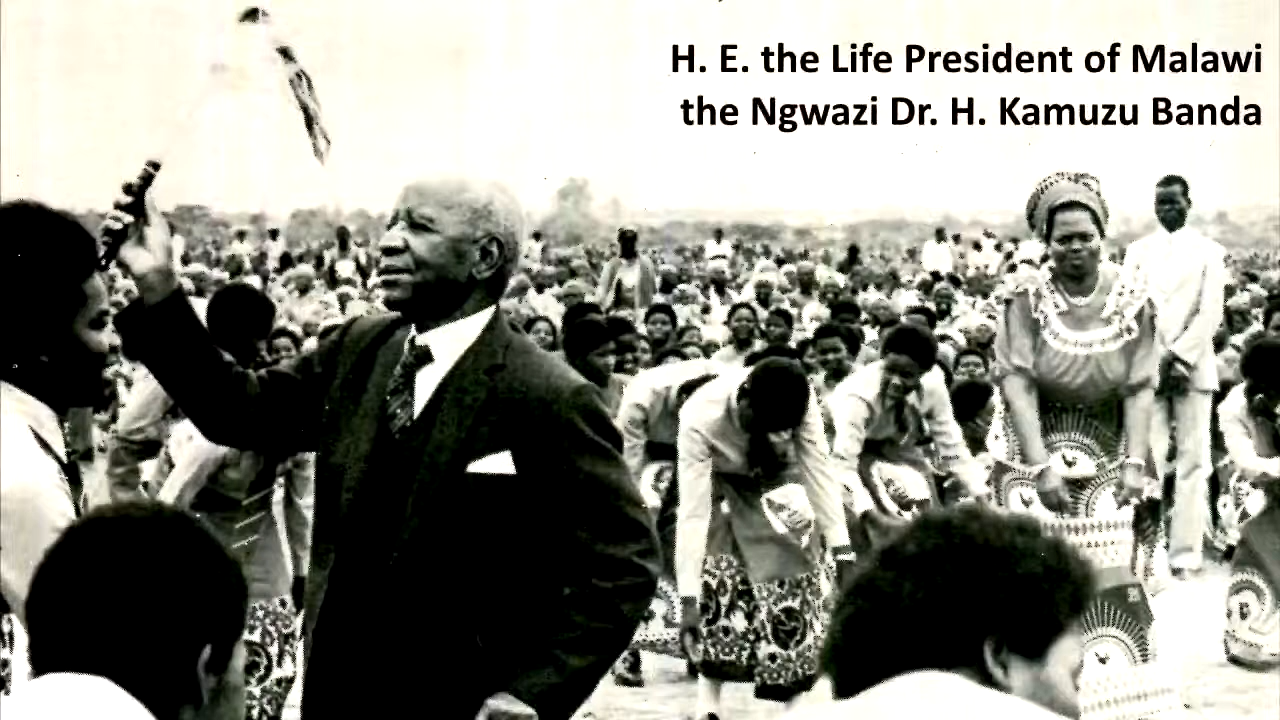 H. E. the Life President of Malawi
the Ngwazi Dr. H. Kamuzu Banda